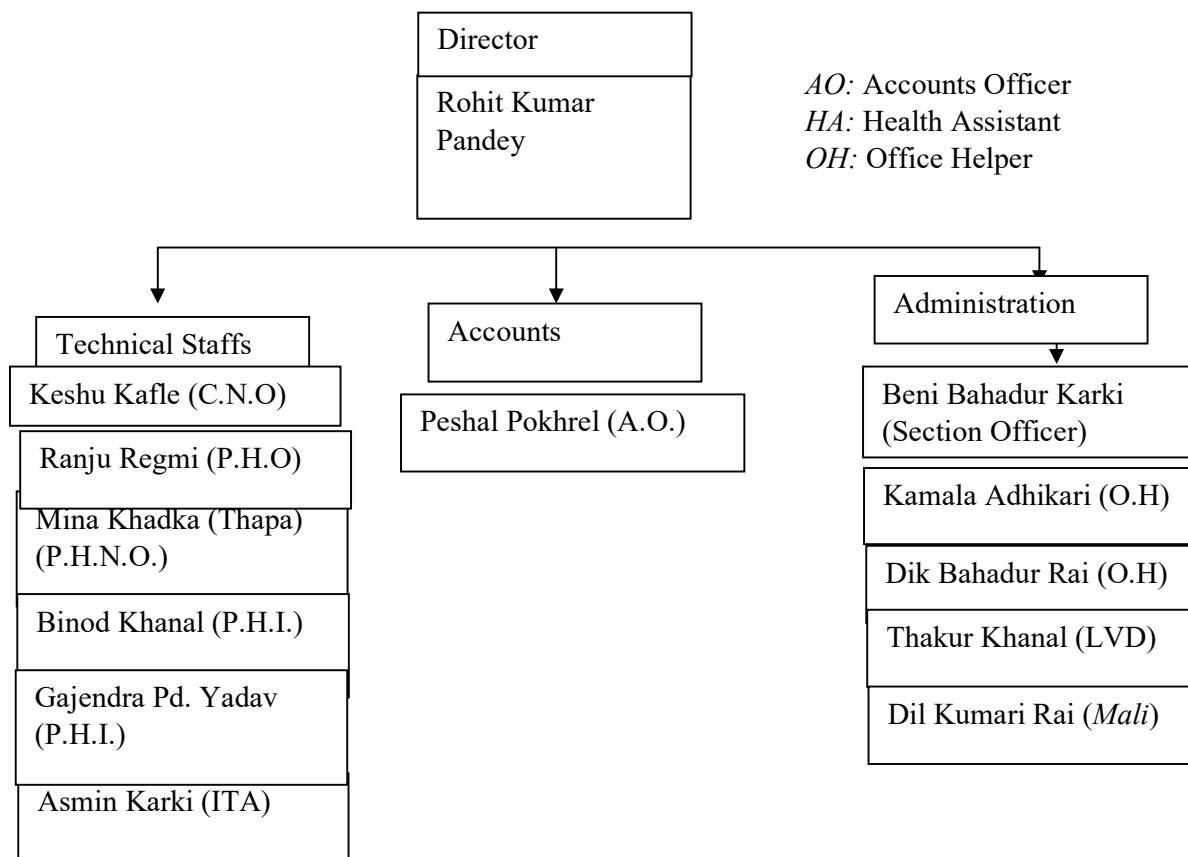 Director
Rohit Kumar
Pandey
AO: Accounts Officer
HA: Health Assistant
OH: Office Helper
Technical Staffs
Keshu Kafle (C.N.O)
Ranju Regmi (P.H.O)
Mina Khadka (Thapa)
(P.H.N.O.)
Binod Khanal (P.H.I.)
Gajendra Pd. Yadav
(P.H.I.)
Asmin Karki (ITA)
Accounts
Peshal Pokhrel (A.O.)
Administration
Beni Bahadur Karki
(Section Officer)
Kamala Adhikari (O.H)
Dik Bahadur Rai (O.H)
Thakur Khanal (LVD)
Dil Kumari Rai (Mali)